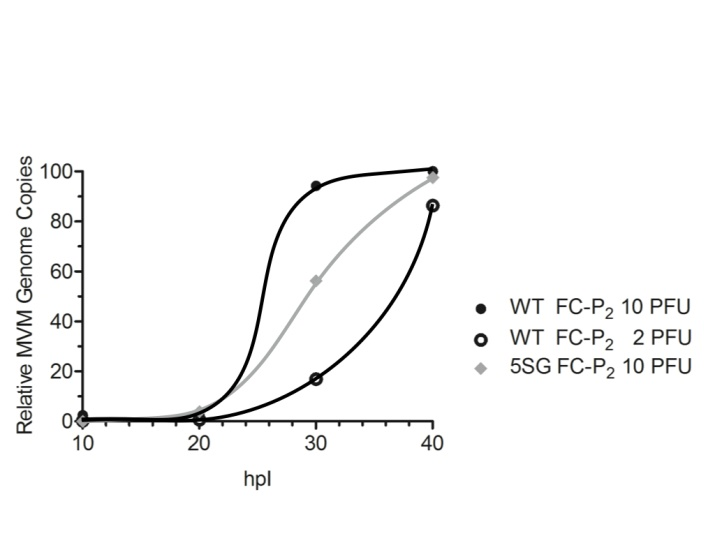 Relative MVM Genome Copies
100
80
60
40
20
0
10 20 30 40
hpI
WT FC-P2 10 PFU
WT FC-P2 2 PFU
5SG FC-P2 10 PFU